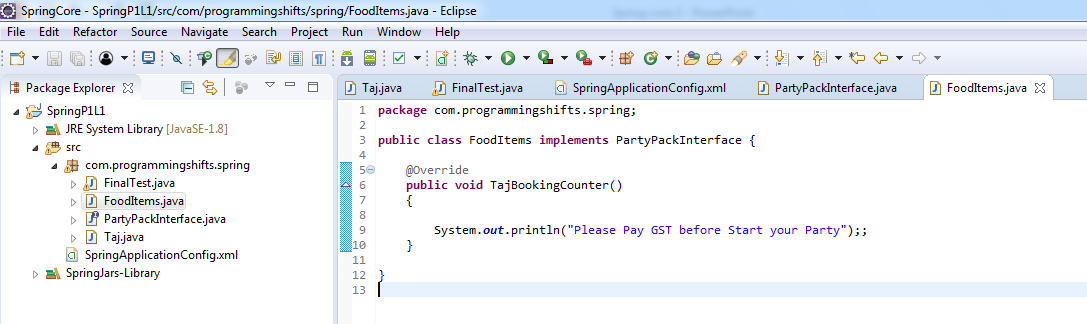 SpringCore - SpringP1L1/src/com/programmingshifts/spring/FoodItems.java - Eclipse
File Edit Refactor Source Navigate Search Project Run Window Help
Package Explorer
Taj.java FinalTest.java SpringApplicationConfig.xml PartyPackInterface.java FoodItems.java
SpringP1L1
JRE System Library [JavaSE-1.8]
src
com.programmingshifts.spring
FinalTest.java
FoodItems.java
PartyPackInterface.java
Taj.java
SpringApplicationConfig.xml
SpringJars-Library
1 package com.programmingshifts.spring;
2
3 public class FoodItems implements PartyPackInterface {
4
5 @Override
6 public void TajBookingCounter()
7 {
8
9 System.out.println("Please Pay GST before Start your Party");;
10 }
11
12 }
13